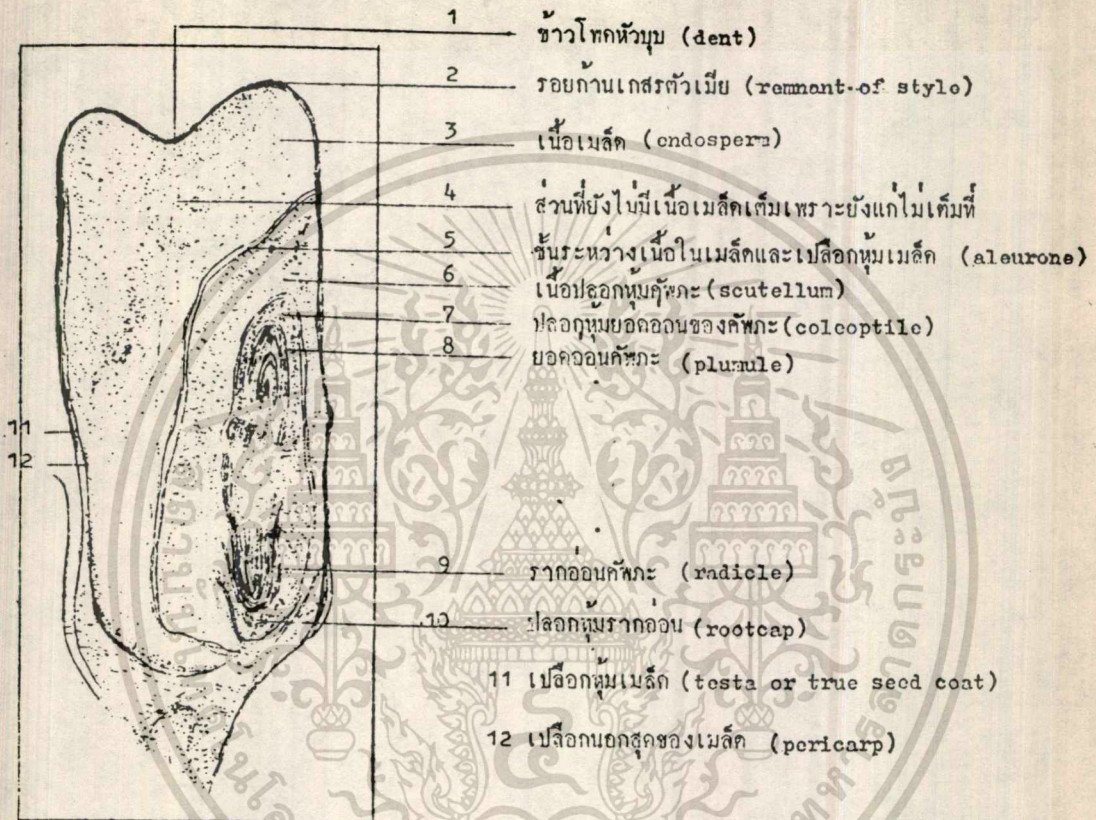 1 ข้าวโพดหัวบุบ (dent)
2 รอยก้านเกสรตัวเมีย (remnant of style)
3 เนื้อเมล็ด (endosperm)
4 ส่วนที่ยังไม่มีเนื้อเมล็ดเต็มเพราะยังแก่ไม่เต็มที่
5 ชั้นระหว่างเนื้อในเมล็ดและเปลือกหุ้มเมล็ด (aleurone)
6 เนื้อปลอกหุ้มคัพภะ (scutellum)
7 ปลอกหุ้มยอดออนของคัพภะ (coleoptile)
8 ยอดออนคัพภะ (plumule)
11
12
9 รากอ่อนคัพภะ (radicle)
10 ปลอกหุ้มรากอ่อน (rootcap)
11 เปลือกหุ้มเมล็ด (testa or true seed coat)
12 เปลือกนอกสุดของเมล็ด (pericarp)